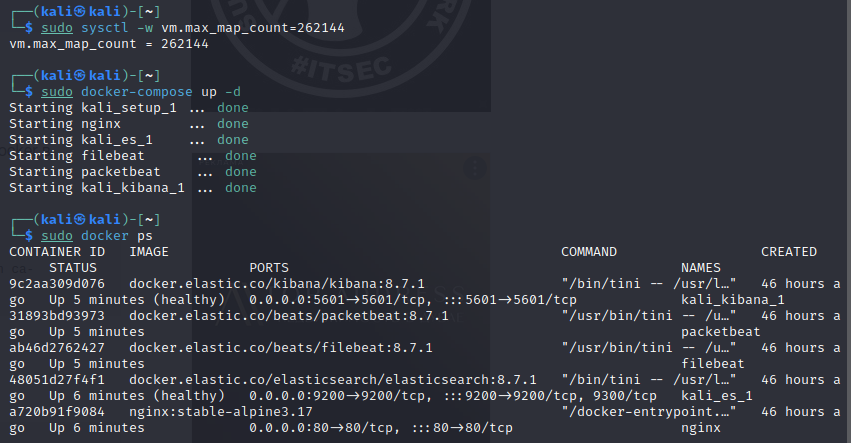 ┌──(kali㉿kali)-[~]
└─$ sudo sysctl -w vm.max_map_count=262144
vm.max_map_count = 262144
┌──(kali㉿kali)-[~]
└─$ sudo docker-compose up -d
Starting kali_setup_1 ... done
Starting nginx        ... done
Starting kali_es_1    ... done
Starting filebeat      ... done
Starting packetbeat    ... done
Starting kali_kibana_1 ... done
┌──(kali㉿kali)-[~]
└─$ sudo docker ps
CONTAINER ID   IMAGE                                                 COMMAND                  CREATED
     STATUS                   PORTS                                                 NAMES
9c2aa309d076   docker.elastic.co/kibana/kibana:8.7.1                 "/bin/tini -- /usr/l…"   46 hours a
go   Up 5 minutes (healthy)   0.0.0.0:5601→5601/tcp, :::5601→5601/tcp             kali_kibana_1
31893bd93973   docker.elastic.co/beats/packetbeat:8.7.1              "/usr/bin/tini -- /u…"   46 hours a
go   Up 5 minutes                                                                   packetbeat
ab46d2762427   docker.elastic.co/beats/filebeat:8.7.1                "/usr/bin/tini -- /u…"   46 hours a
go   Up 5 minutes                                                                   filebeat
48051d27f4f1   docker.elastic.co/elasticsearch/elasticsearch:8.7.1   "/bin/tini -- /usr/l…"   46 hours a
go   Up 6 minutes (healthy)   0.0.0.0:9200→9200/tcp, :::9200→9200/tcp, 9300/tcp   kali_es_1
a720b91f9084   nginx:stable-alpine3.17                               "/docker-entrypoint.…"   46 hours a
go   Up 6 minutes             0.0.0.0:80→80/tcp, :::80→80/tcp                     nginx
#ITSEC